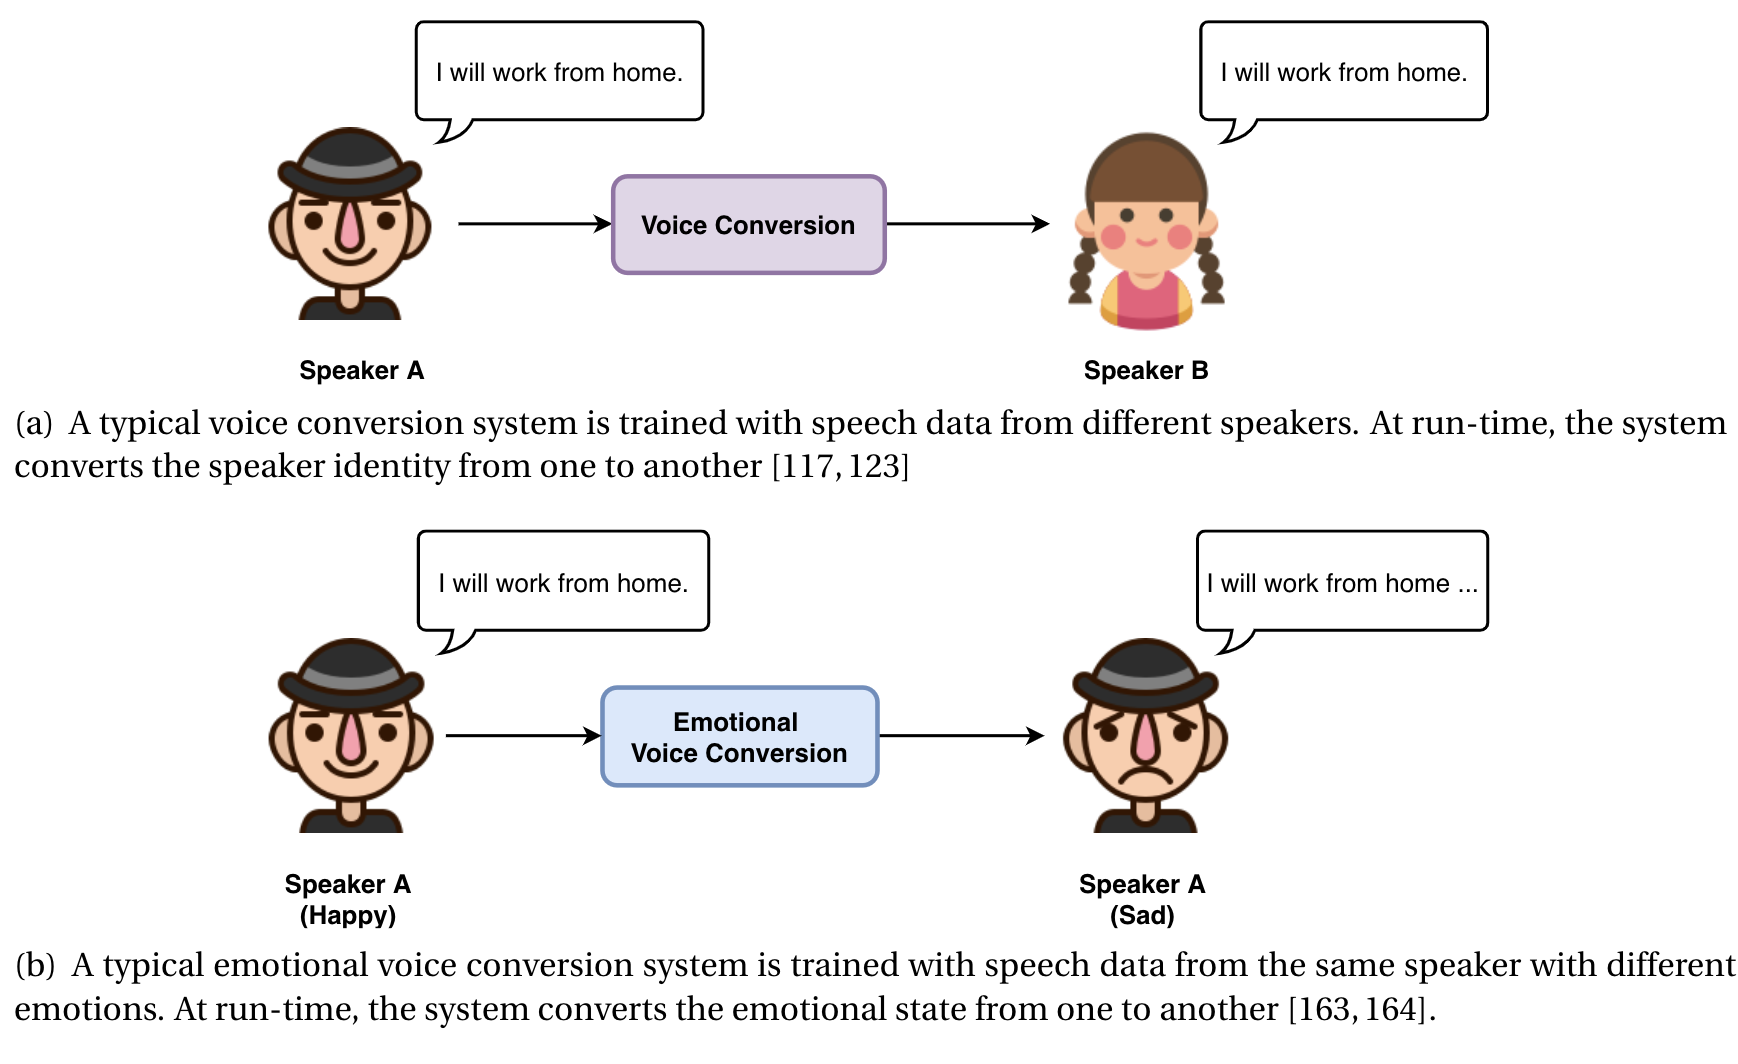 I will work from home.
I will work from home.
Voice Conversion
Speaker A
Speaker B
(a) A typical voice conversion system is trained with speech data from different speakers. At run-time, the system
converts the speaker identity from one to another [117, 123]
I will work from home.
I will work from home ...
Emotional
Voice Conversion
Speaker A
(Happy)
Speaker A
(Sad)
(b) A typical emotional voice conversion system is trained with speech data from the same speaker with different
emotions. At run-time, the system converts the emotional state from one to another [163, 164].